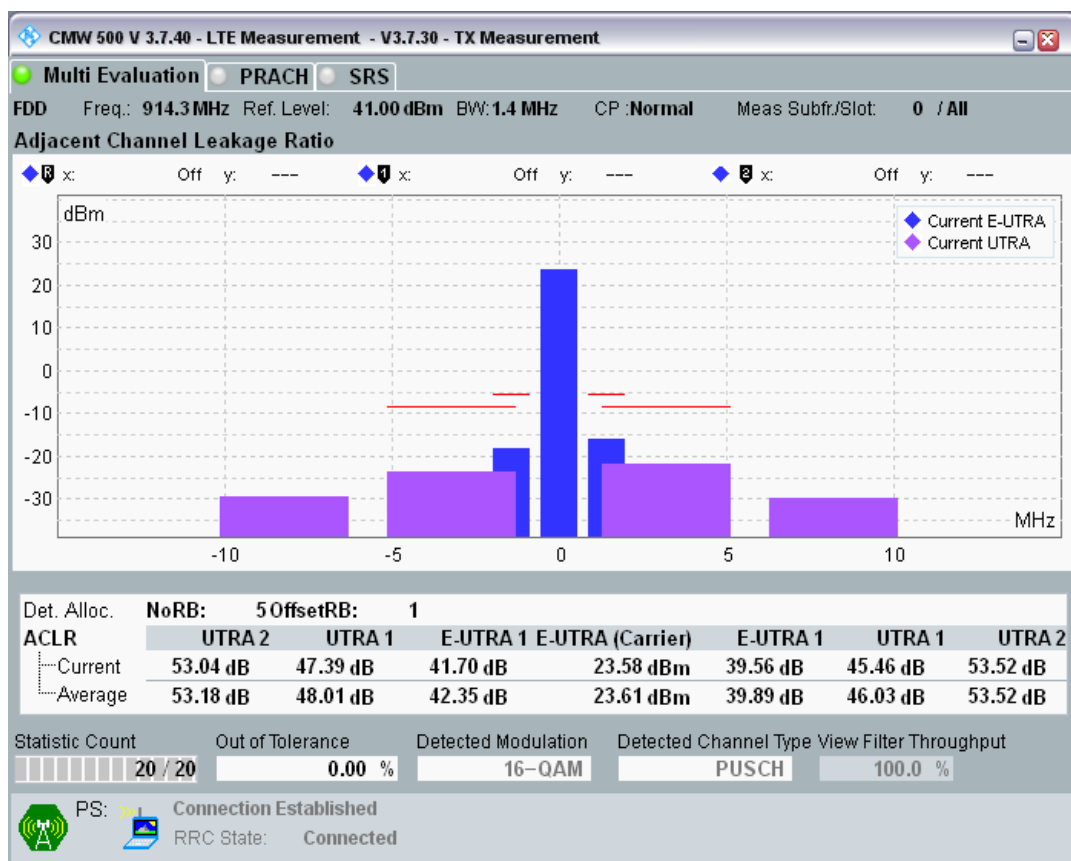 CMW 500 V 3.7.40 - LTE Measurement - V3.7.30 - TX Measurement
Multi Evaluation PRACH SRS
FDD Freq.: 914.3 MHz Ref. Level: 41.00 dBm BW: 1.4 MHz CP :Normal Meas Subfr./Slot: 0 / All
Adjacent Channel Leakage Ratio
R x: Off y: --- 1 x: Off y: --- 2 x: Off y: ---
dBm
Current E-UTRA
Current UTRA
30
20
10
0
-10
-20
-30
MHz
-10 -5 0 5 10
Det. Alloc. NoRB: 5 OffsetRB: 1
ACLR UTRA 2 UTRA 1 E-UTRA 1 E-UTRA (Carrier) E-UTRA 1 UTRA 1 UTRA 2
Current 53.04 dB 47.39 dB 41.70 dB 23.58 dBm 39.56 dB 45.46 dB 53.52 dB
Average 53.18 dB 48.01 dB 42.35 dB 23.61 dBm 39.89 dB 46.03 dB 53.52 dB
Statistic Count Out of Tolerance Detected Modulation Detected Channel Type View Filter Throughput
20 / 20 0.00 % 16-QAM PUSCH 100.0 %
PS: Connection Established
RRC State: Connected